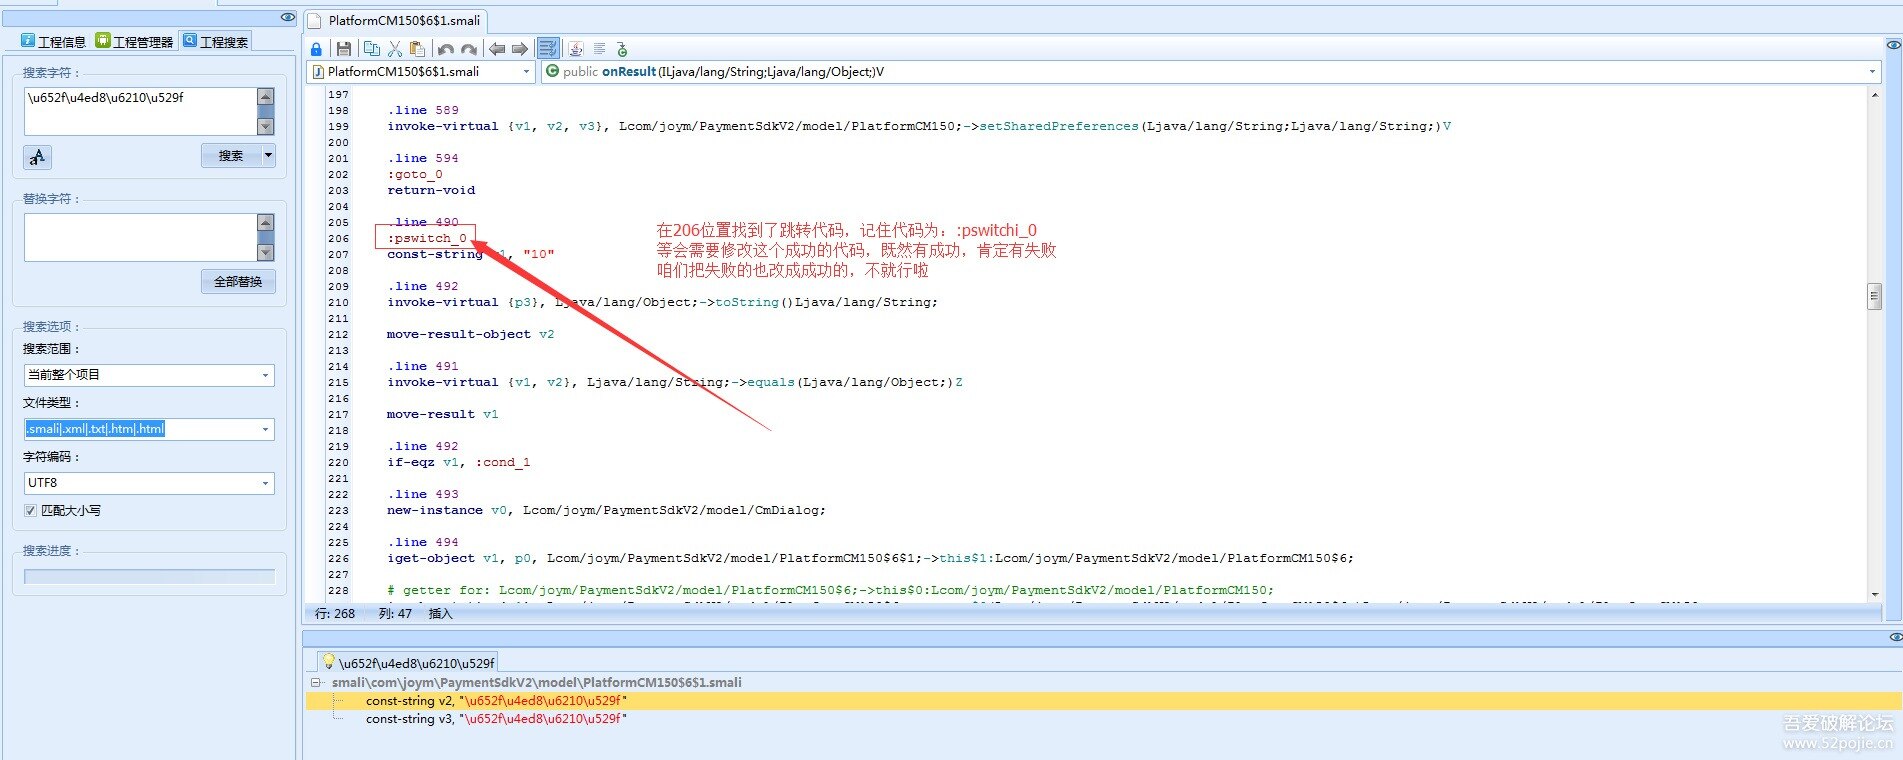 PlatformCM150$6$1.smali
工程信息 工程管理器 工程搜索
搜索字符：
\u652f\u4ed8\u6210\u529f
搜索
替换字符：
全部替换
搜索选项：
搜索范围：
当前整个项目
文件类型：
.smali|.xml|.txt|.htm|.html
字符编码：
UTF8
匹配大小写
搜索进度：
PlatformCM150$6$1.smali public onResult(ILjava/lang/String;Ljava/lang/Object;)V
197
198 .line 589
199 invoke-virtual {v1, v2, v3}, Lcom/joym/PaymentSdkV2/model/PlatformCM150;->setSharedPreferences(Ljava/lang/String;Ljava/lang/String;)V
200
201 .line 594
202 :goto_0
203 return-void
204
205 .line 490
206 :pswitch_0
207 const-string v1, "10"
208
209 .line 492
210 invoke-virtual {p3}, Ljava/lang/Object;->toString()Ljava/lang/String;
211
212 move-result-object v2
213
214 .line 491
215 invoke-virtual {v1, v2}, Ljava/lang/String;->equals(Ljava/lang/Object;)Z
216
217 move-result v1
218
219 .line 492
220 if-eqz v1, :cond_1
221
222 .line 493
223 new-instance v0, Lcom/joym/PaymentSdkV2/model/CmDialog;
224
225 .line 494
226 iget-object v1, p0, Lcom/joym/PaymentSdkV2/model/PlatformCM150$6$1;->this$1:Lcom/joym/PaymentSdkV2/model/PlatformCM150$6;
227
228 # getter for: Lcom/joym/PaymentSdkV2/model/PlatformCM150$6;->this$0:Lcom/joym/PaymentSdkV2/model/PlatformCM150;
在206位置找到了跳转代码，记住代码为：:pswitchi_0
等会需要修改这个成功的代码，既然有成功，肯定有失败
咱们把失败的也改成成功的，不就行啦
行: 268 列: 47 插入
\u652f\u4ed8\u6210\u529f
smali\com\joym\PaymentSdkV2\model\PlatformCM150$6$1.smali
const-string v2, "\u652f\u4ed8\u6210\u529f"
const-string v3, "\u652f\u4ed8\u6210\u529f"
吾爱破解论坛
www.52pojie.cn